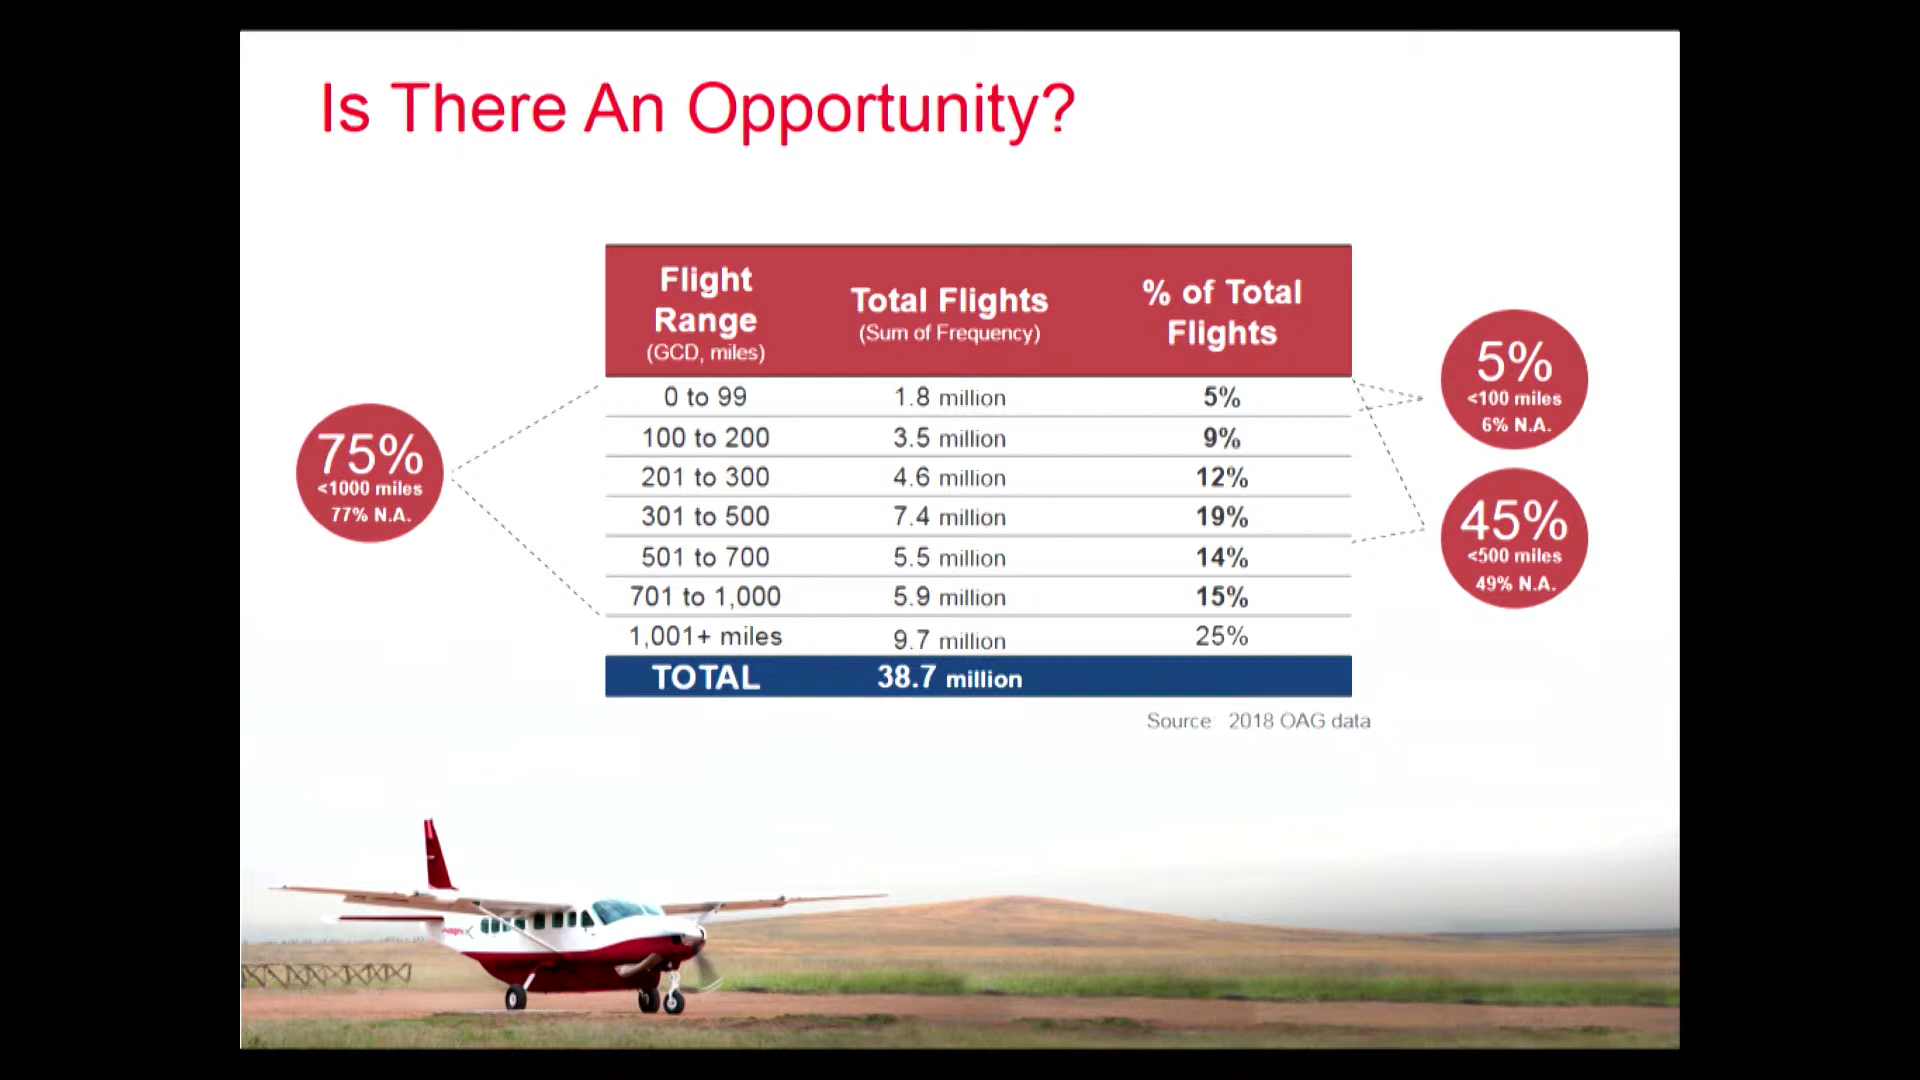 Is There An Opportunity?
Flight
Range
(GCD, miles)
Total Flights
(Sum of Frequency)
% of Total
Flights
0 to 99 1.8 million 5%
100 to 200 3.5 million 9%
201 to 300 4.6 million 12%
301 to 500 7.4 million 19%
501 to 700 5.5 million 14%
701 to 1,000 5.9 million 15%
1,001+ miles 9.7 million 25%
TOTAL 38.7 million
Source 2018 OAG data
75%
<1000 miles
77% N.A.
5%
<100 miles
6% N.A.
45%
<500 miles
49% N.A.